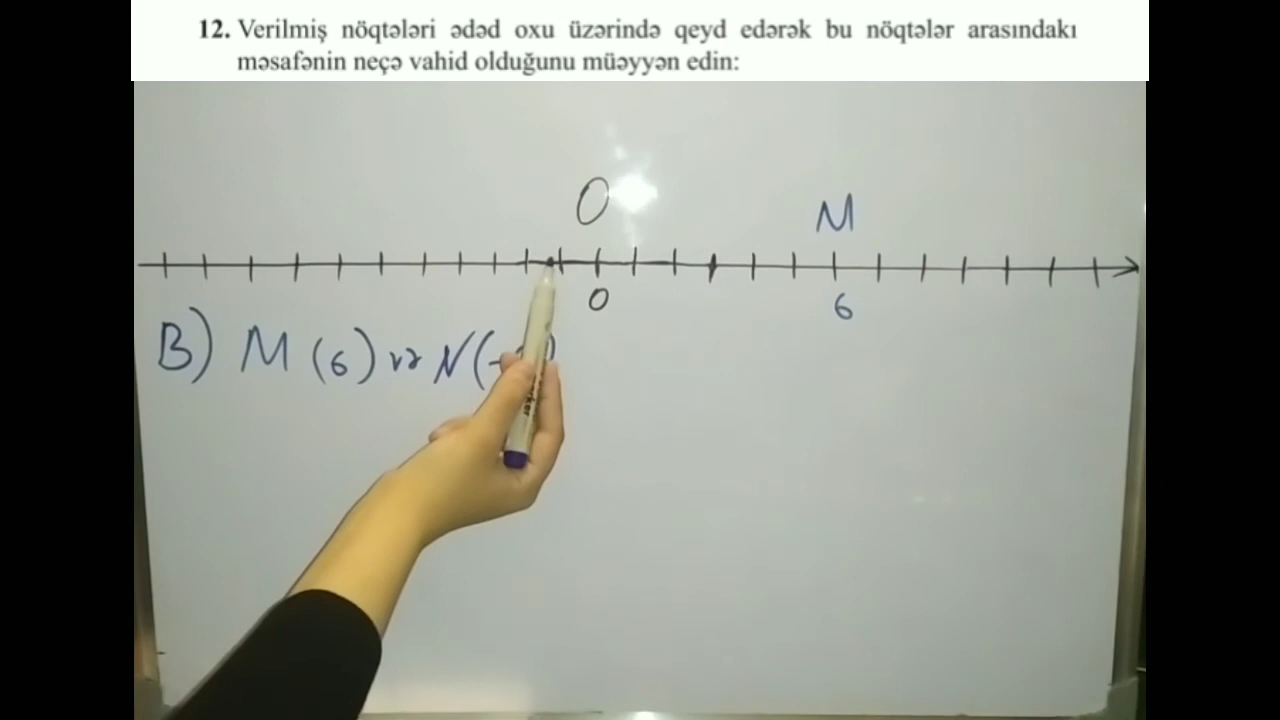 12. Verilmiş nöqtələri ədəd oxu üzərində qeyd edərək bu nöqtələr arasındakı
məsafənin neçə vahid olduğunu müəyyən edin:
O M
0 6
B) M (6) və N(-